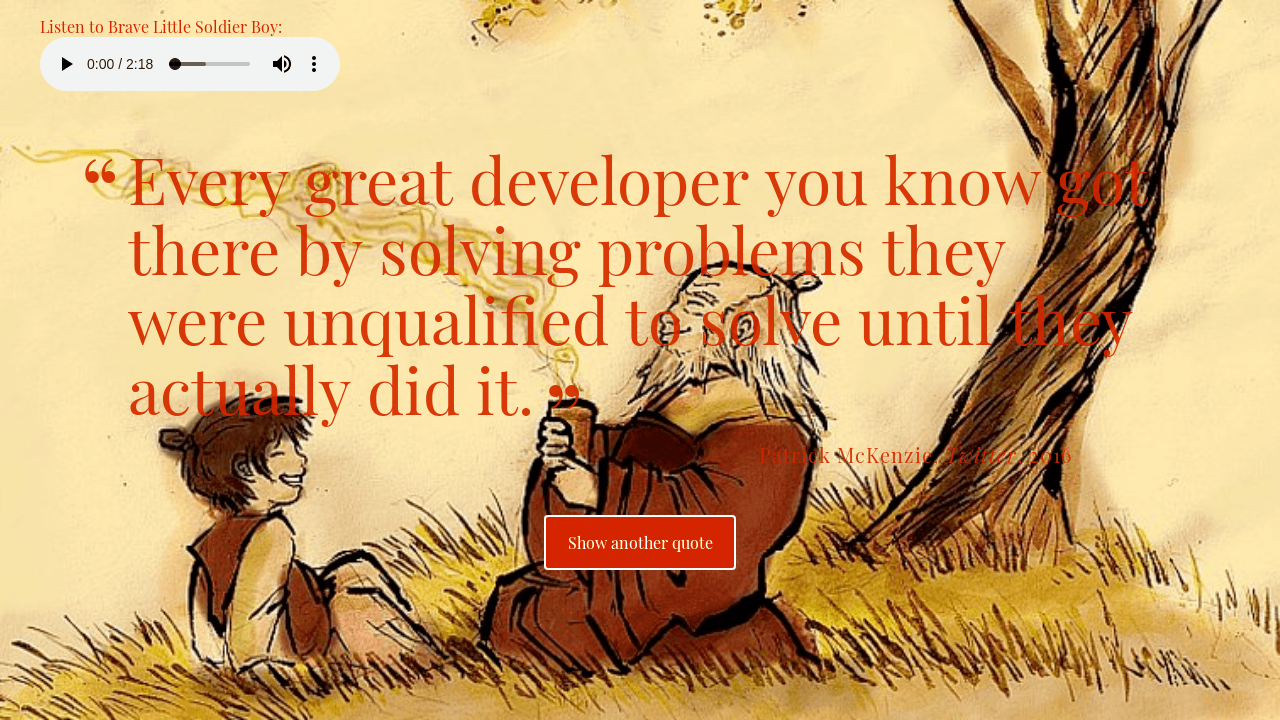 Listen to Brave Little Soldier Boy:
0:00 / 2:18
❝ Every great developer you know got
there by solving problems they
were unqualified to solve until they
actually did it. ❞
Patrick McKenzie, Twitter, 2016
Show another quote